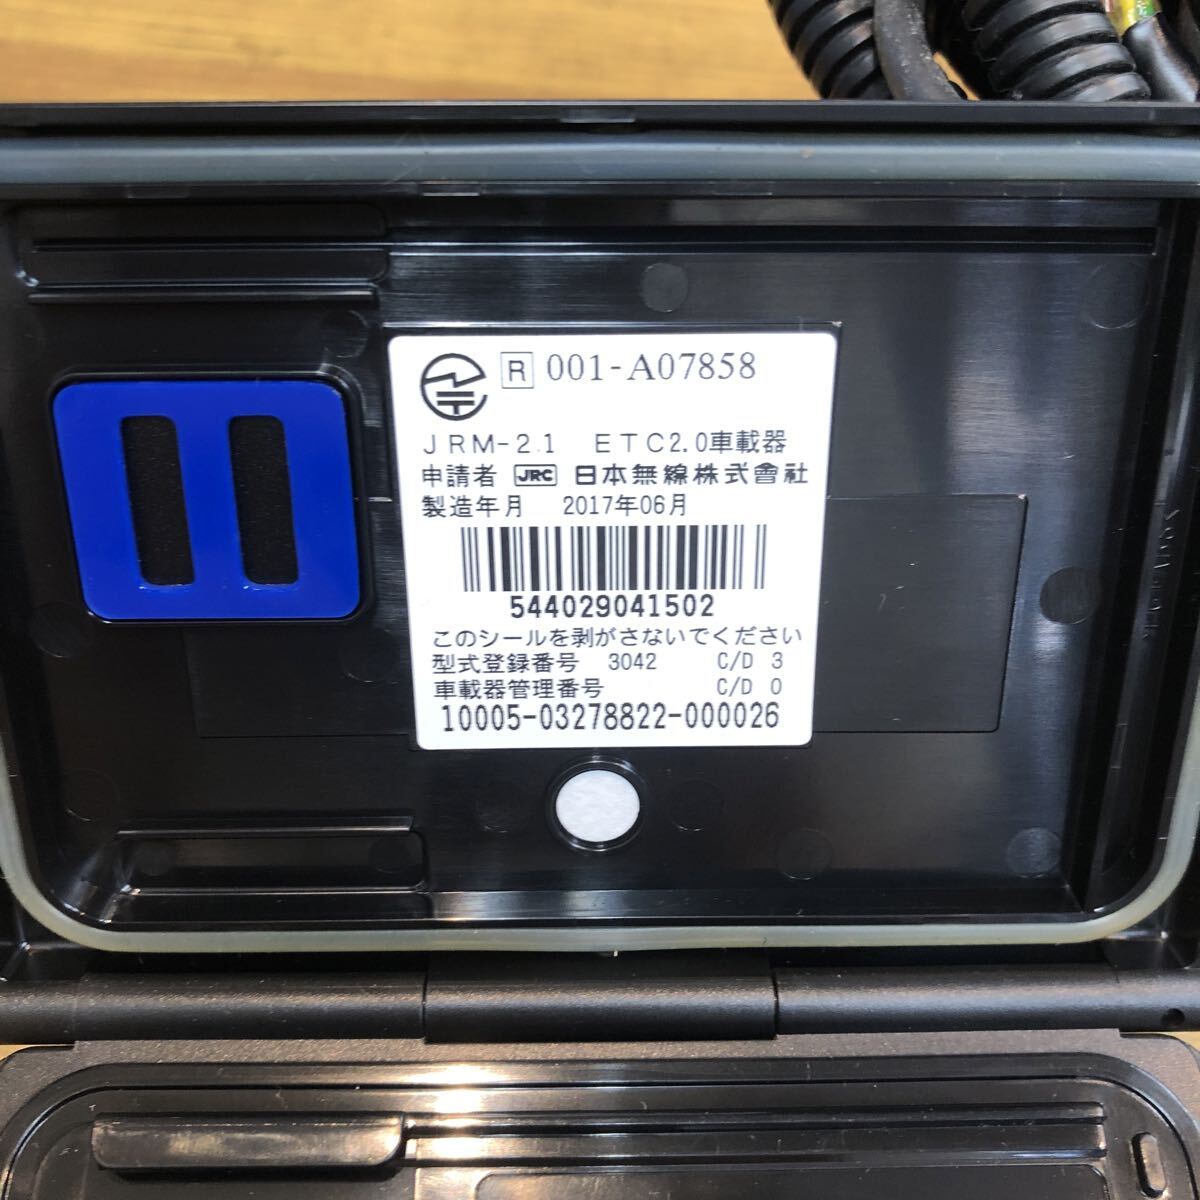 R 001-A07858
JRM-2.1 ETC2.0車載器
申請者 JRC 日本無線株式會社
製造年月 2017年06月
544029041502
このシールを剥がさないでください
型式登録番号 3042 C/D 3
車載器管理番号 C/D 0
10005-03278822-000026